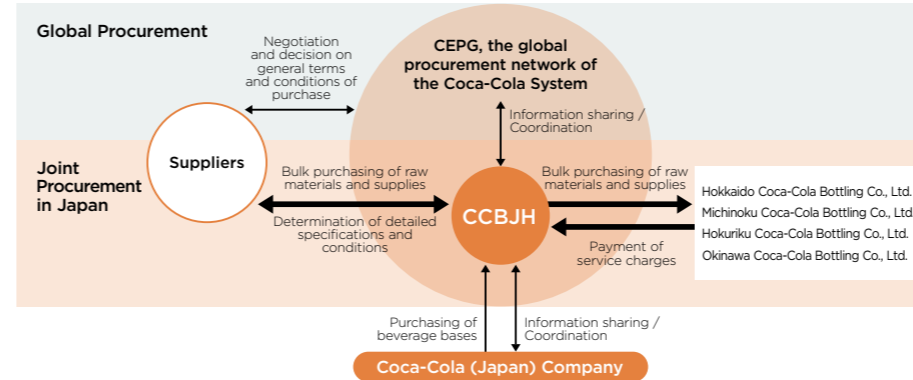 Global Procurement
Negotiation
and decision on
general terms
and conditions of
purchase
CEPG, the global
procurement network of
the Coca-Cola System
Information sharing /
Coordination
Joint
Procurement
in Japan
Suppliers
Bulk purchasing of raw
materials and supplies
Determination of detailed
specifications and
conditions
CCBJH
Bulk purchasing of raw
materials and supplies
Payment of
service charges
Hokkaido Coca-Cola Bottling Co., Ltd.
Michinoku Coca-Cola Bottling Co., Ltd.
Hokuriku Coca-Cola Bottling Co., Ltd.
Okinawa Coca-Cola Bottling Co., Ltd.
Purchasing of
beverage bases
Information sharing /
Coordination
Coca-Cola (Japan) Company